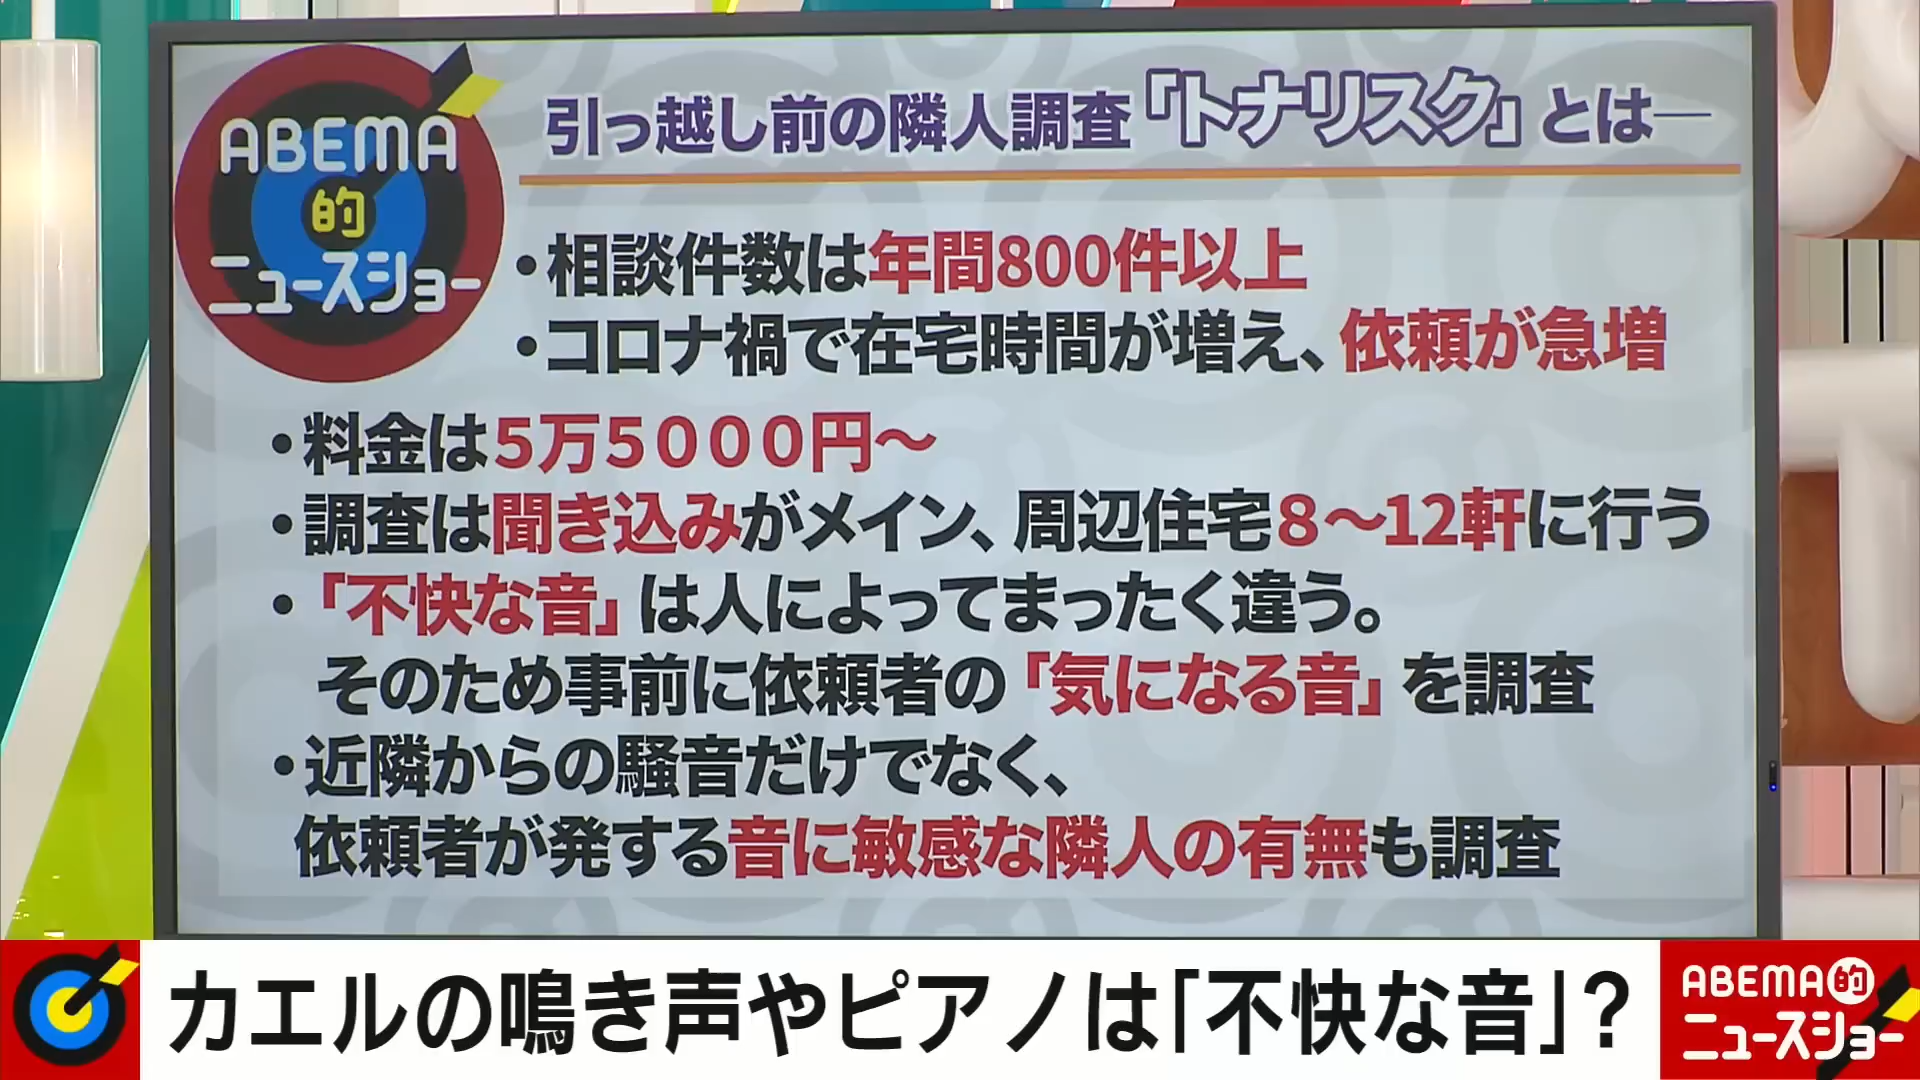 ABEMA
的
ニュースショー
引っ越し前の隣人調査「トナリスク」とは―
・相談件数は年間800件以上
・コロナ禍で在宅時間が増え、依頼が急増
・料金は5万5000円〜
・調査は聞き込みがメイン、周辺住宅8〜12軒に行う
・「不快な音」は人によってまったく違う。
そのため事前に依頼者の「気になる音」を調査
・近隣からの騒音だけでなく、
依頼者が発する音に敏感な隣人の有無も調査
カエルの鳴き声やピアノは「不快な音」?
ABEMA的
ニュースショー